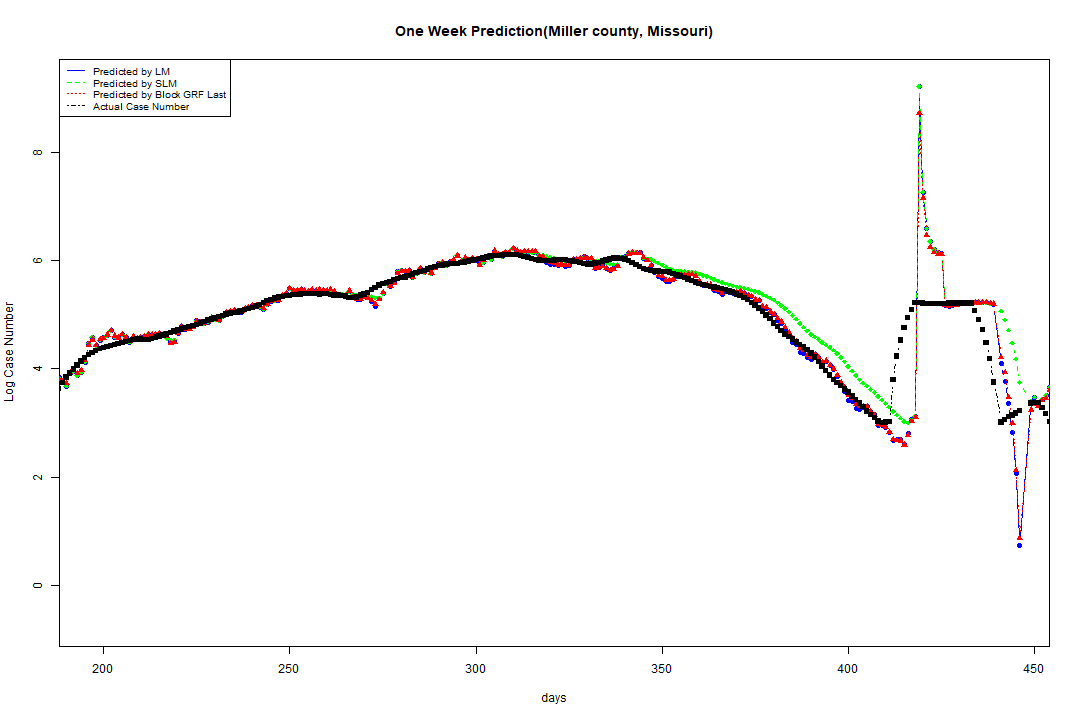 One Week Prediction(Miller county, Missouri)
Predicted by LM
Predicted by SLM
Predicted by Block GRF Last
Actual Case Number
Log Case Number
8
6
4
2
0
200 250 300 350 400 450
days